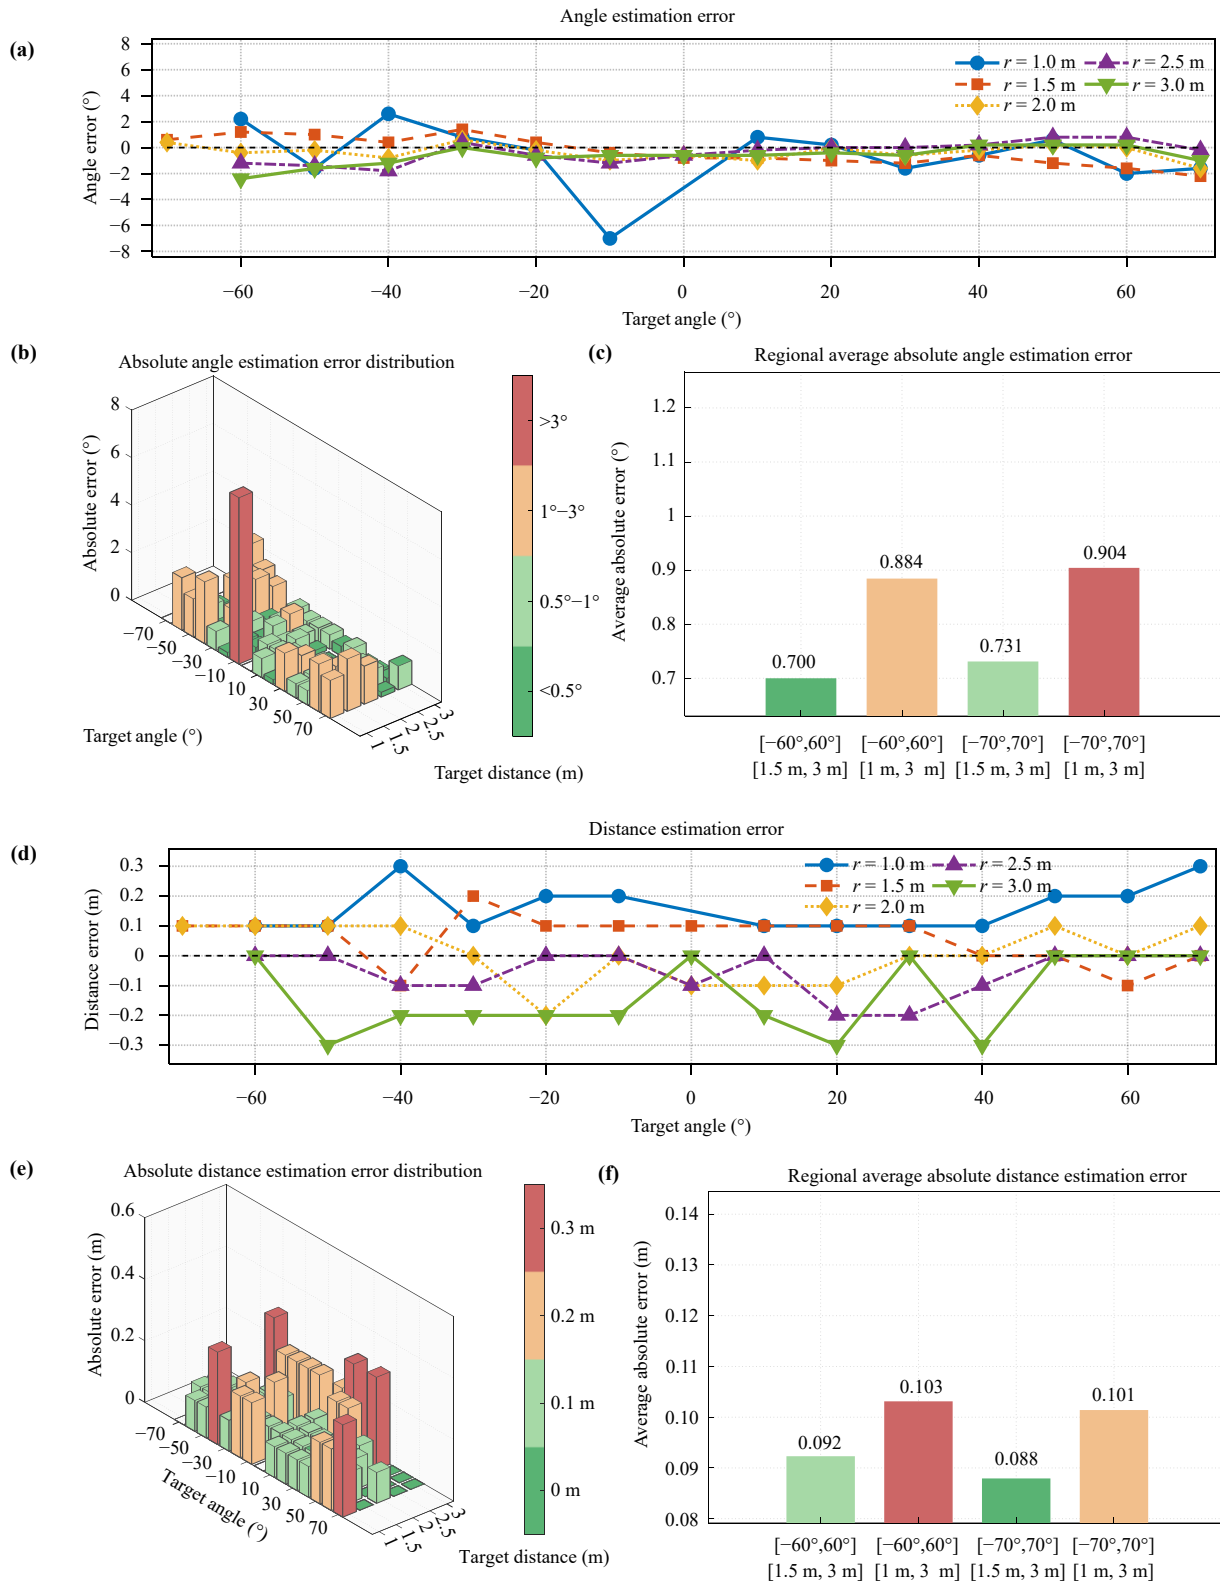 Angle estimation error
(a)
8
6
4
2
0
−2
−4
−6
−8
Angle error (°)
r = 1.0 m
r = 1.5 m
r = 2.0 m
r = 2.5 m
r = 3.0 m
−60
−40
−20
0
20
40
60
Target angle (°)
(b)
Absolute angle estimation error distribution
8
6
4
2
0
Absolute error (°)
−70
−50
−30
−10
10
30
50
70
Target angle (°)
1
1.5
2
2.5
3
Target distance (m)
>3°
1°−3°
0.5°−1°
<0.5°
(c)
Regional average absolute angle estimation error
1.2
1.1
1
0.9
0.8
0.7
Average absolute error (°)
0.700
0.884
0.731
0.904
[−60°,60°]
[1.5 m, 3 m]
[−60°,60°]
[1 m, 3 m]
[−70°,70°]
[1.5 m, 3 m]
[−70°,70°]
[1 m, 3 m]
Distance estimation error
(d)
0.3
0.2
0.1
0
−0.1
−0.2
−0.3
Distance error (m)
r = 1.0 m
r = 1.5 m
r = 2.0 m
r = 2.5 m
r = 3.0 m
−60
−40
−20
0
20
40
60
Target angle (°)
(e)
Absolute distance estimation error distribution
0.6
0.4
0.2
0
Absolute error (m)
−70
−50
−30
−10
10
30
50
70
Target angle (°)
1
1.5
2
2.5
3
Target distance (m)
0.3 m
0.2 m
0.1 m
0 m
(f)
Regional average absolute distance estimation error
0.14
0.13
0.12
0.11
0.10
0.09
0.08
Average absolute error (m)
0.092
0.103
0.088
0.101
[−60°,60°]
[1.5 m, 3 m]
[−60°,60°]
[1 m, 3 m]
[−70°,70°]
[1.5 m, 3 m]
[−70°,70°]
[1 m, 3 m]